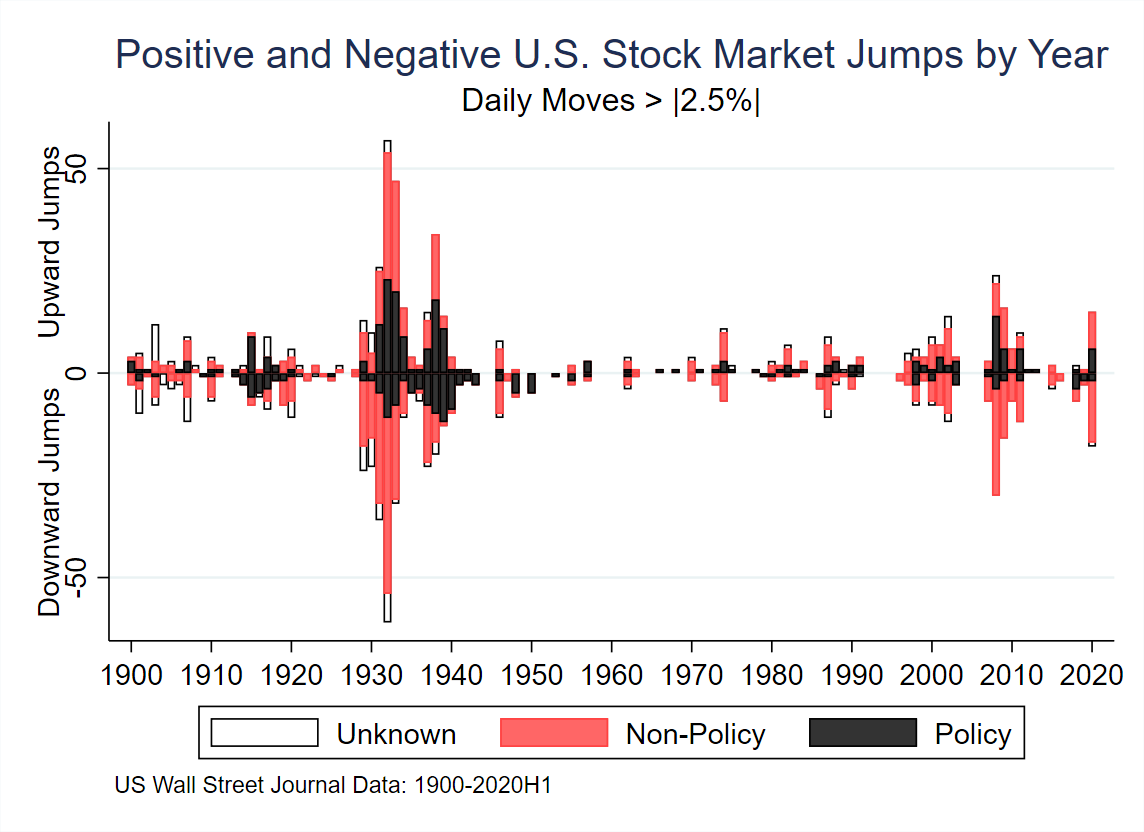 Positive and Negative U.S. Stock Market Jumps by Year
Daily Moves > |2.5%|
Downward Jumps Upward Jumps
50
0
-50
1900 1910 1920 1930 1940 1950 1960 1970 1980 1990 2000 2010 2020
Unknown Non-Policy Policy
US Wall Street Journal Data: 1900-2020H1